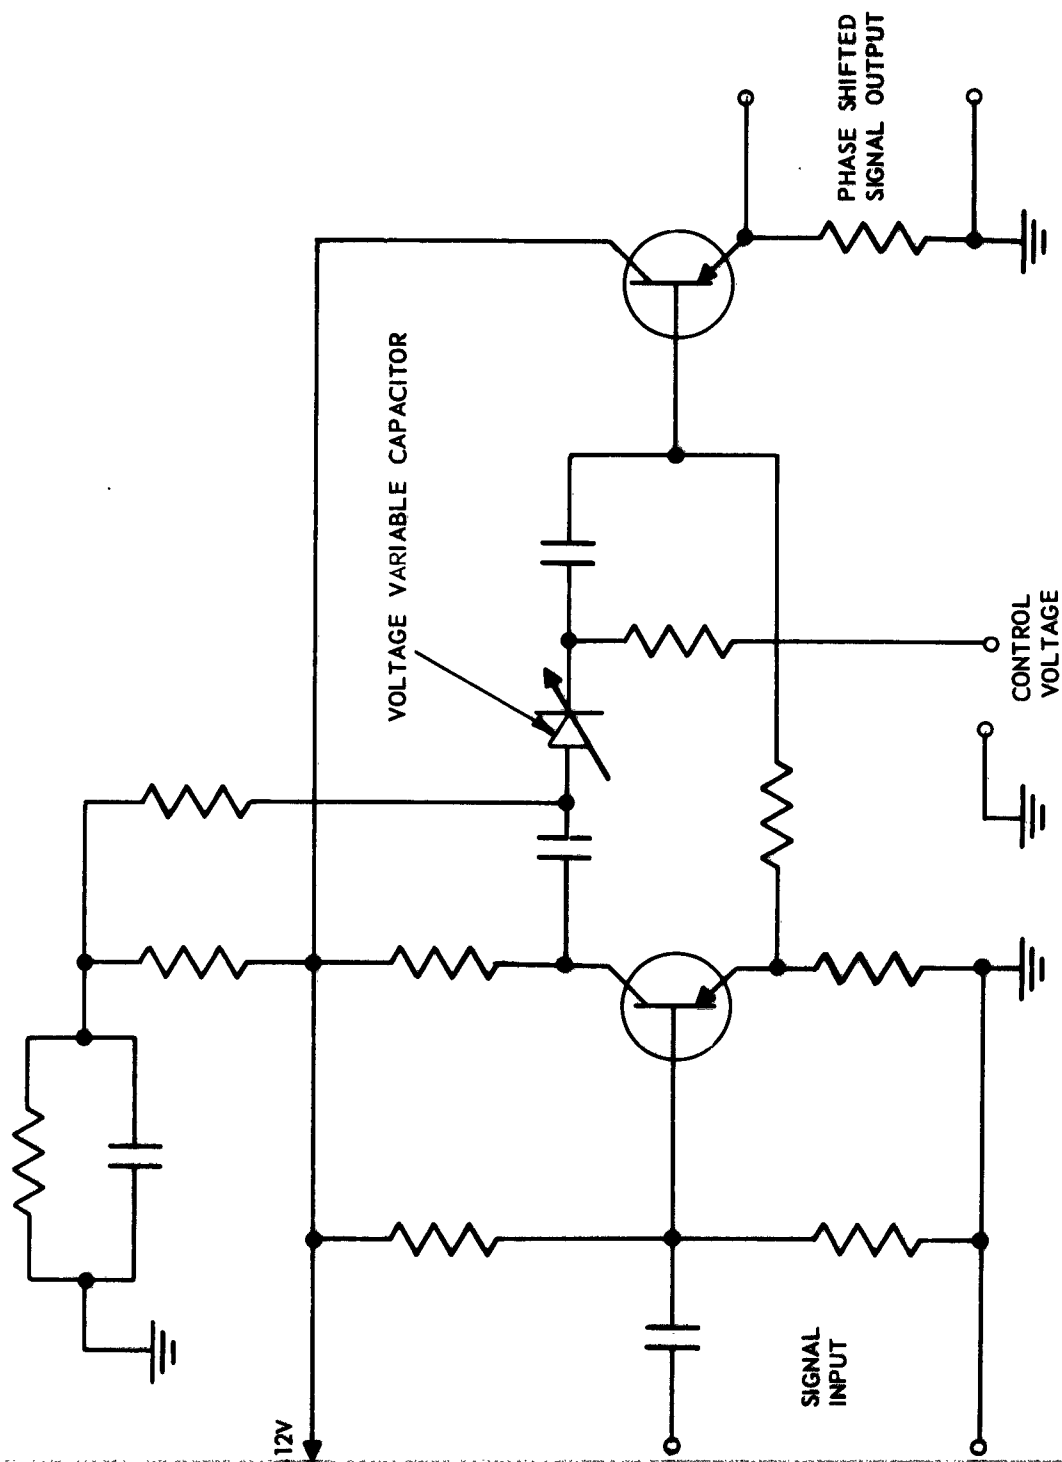 12V
SIGNAL
INPUT
VOLTAGE VARIABLE CAPACITOR
CONTROL
VOLTAGE
PHASE SHIFTED
SIGNAL OUTPUT